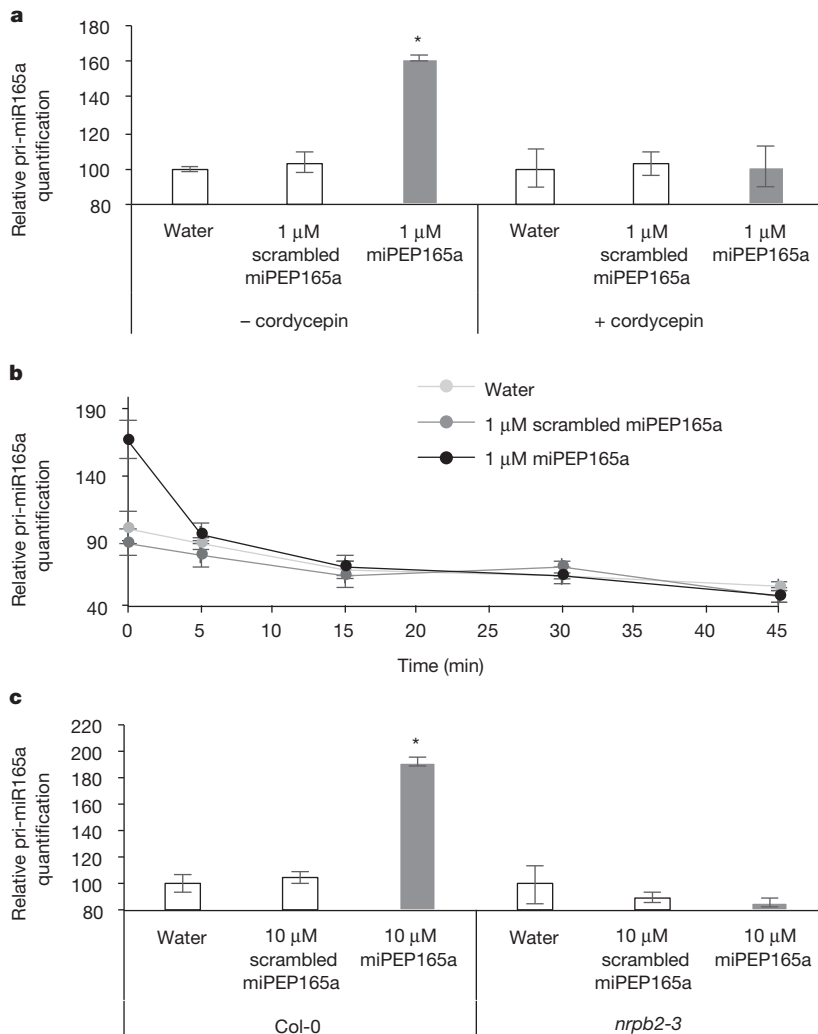 a
Relative pri-miR165a
quantification
160
140
120
100
80
*
Water
1 μM
scrambled
miPEP165a
1 μM
miPEP165a
Water
1 μM
scrambled
miPEP165a
1 μM
miPEP165a
– cordycepin
+ cordycepin
b
Relative pri-miR165a
quantification
190
140
90
40
Water
1 μM scrambled miPEP165a
1 μM miPEP165a
0 5 10 15 20 25 30 35 40 45
Time (min)
c
Relative pri-miR165a
quantification
220
200
180
160
140
120
100
80
*
Water
10 μM
scrambled
miPEP165a
10 μM
miPEP165a
Water
10 μM
scrambled
miPEP165a
10 μM
miPEP165a
Col-0
nrpb2-3